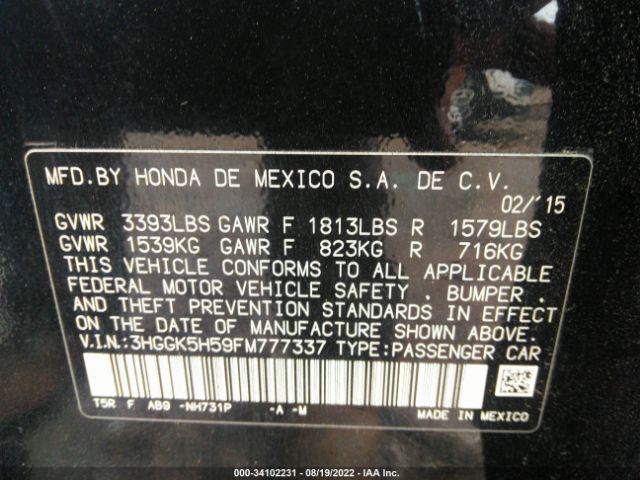 MFD.BY HONDA DE MEXICO S.A. DE C.V.
02/'15
GVWR 3393LBS GAWR F 1813LBS R 1579LBS
GVWR 1539KG GAWR F 823KG R 716KG
THIS VEHICLE CONFORMS TO ALL APPLICABLE
FEDERAL MOTOR VEHICLE SAFETY . BUMPER .
AND THEFT PREVENTION STANDARDS IN EFFECT
ON THE DATE OF MANUFACTURE SHOWN ABOVE.
V.I.N.:3HGGK5H59FM777337 TYPE:PASSENGER CAR
T5R F AB9 -NH731P -A -M MADE IN MEXICO
000-34102231 - 08/19/2022 - IAA Inc.